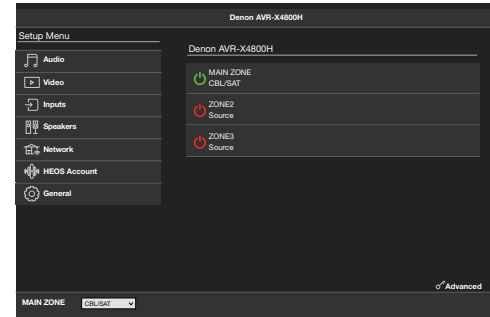 Denon AVR-X4800H
Setup Menu
Audio
Video
Inputs
Speakers
Network
HEOS Account
General
Denon AVR-X4800H
MAIN ZONE
CBL/SAT
ZONE2
Source
ZONE3
Source
Advanced
MAIN ZONE CBL/SAT